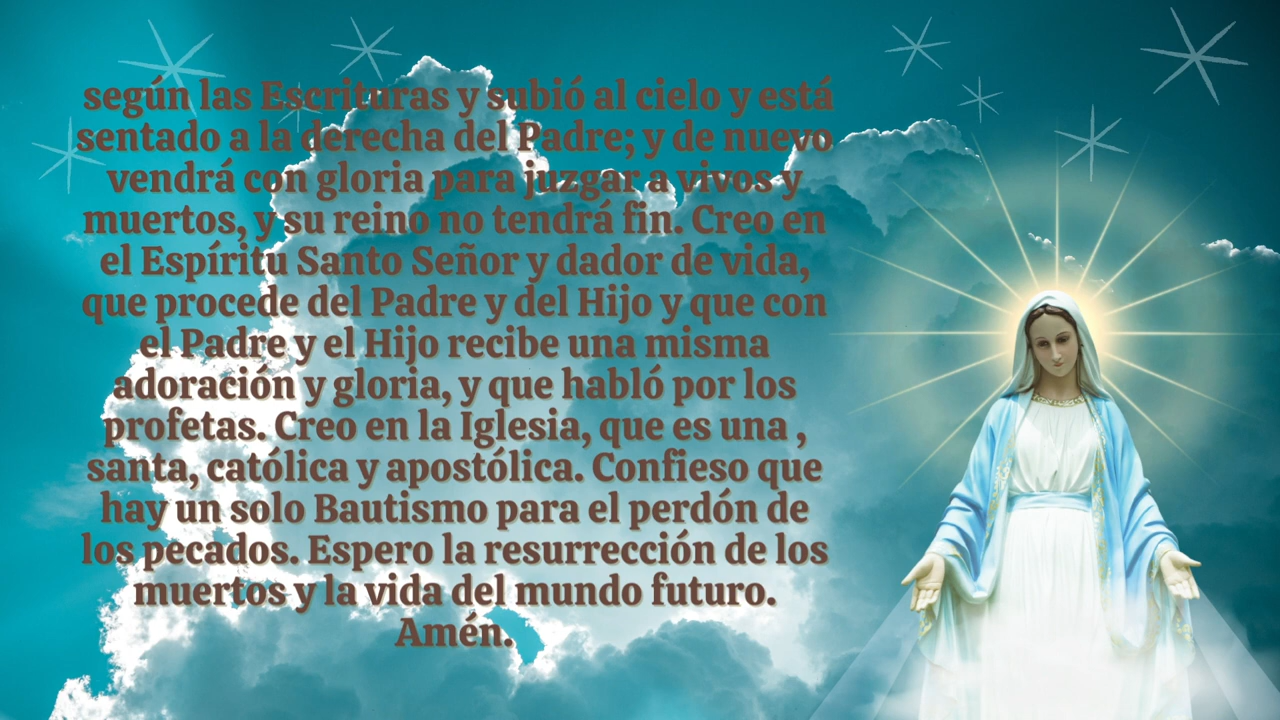 según las Escrituras y subió al cielo y está
sentado a la derecha del Padre; y de nuevo
vendrá con gloria para juzgar a vivos y
muertos, y su reino no tendrá fin. Creo en
el Espíritu Santo Señor y dador de vida,
que procede del Padre y del Hijo y que con
el Padre y el Hijo recibe una misma
adoración y gloria, y que habló por los
profetas. Creo en la Iglesia, que es una ,
santa, católica y apostólica. Confieso que
hay un solo Bautismo para el perdón de
los pecados. Espero la resurrección de los
muertos y la vida del mundo futuro.
Amén.